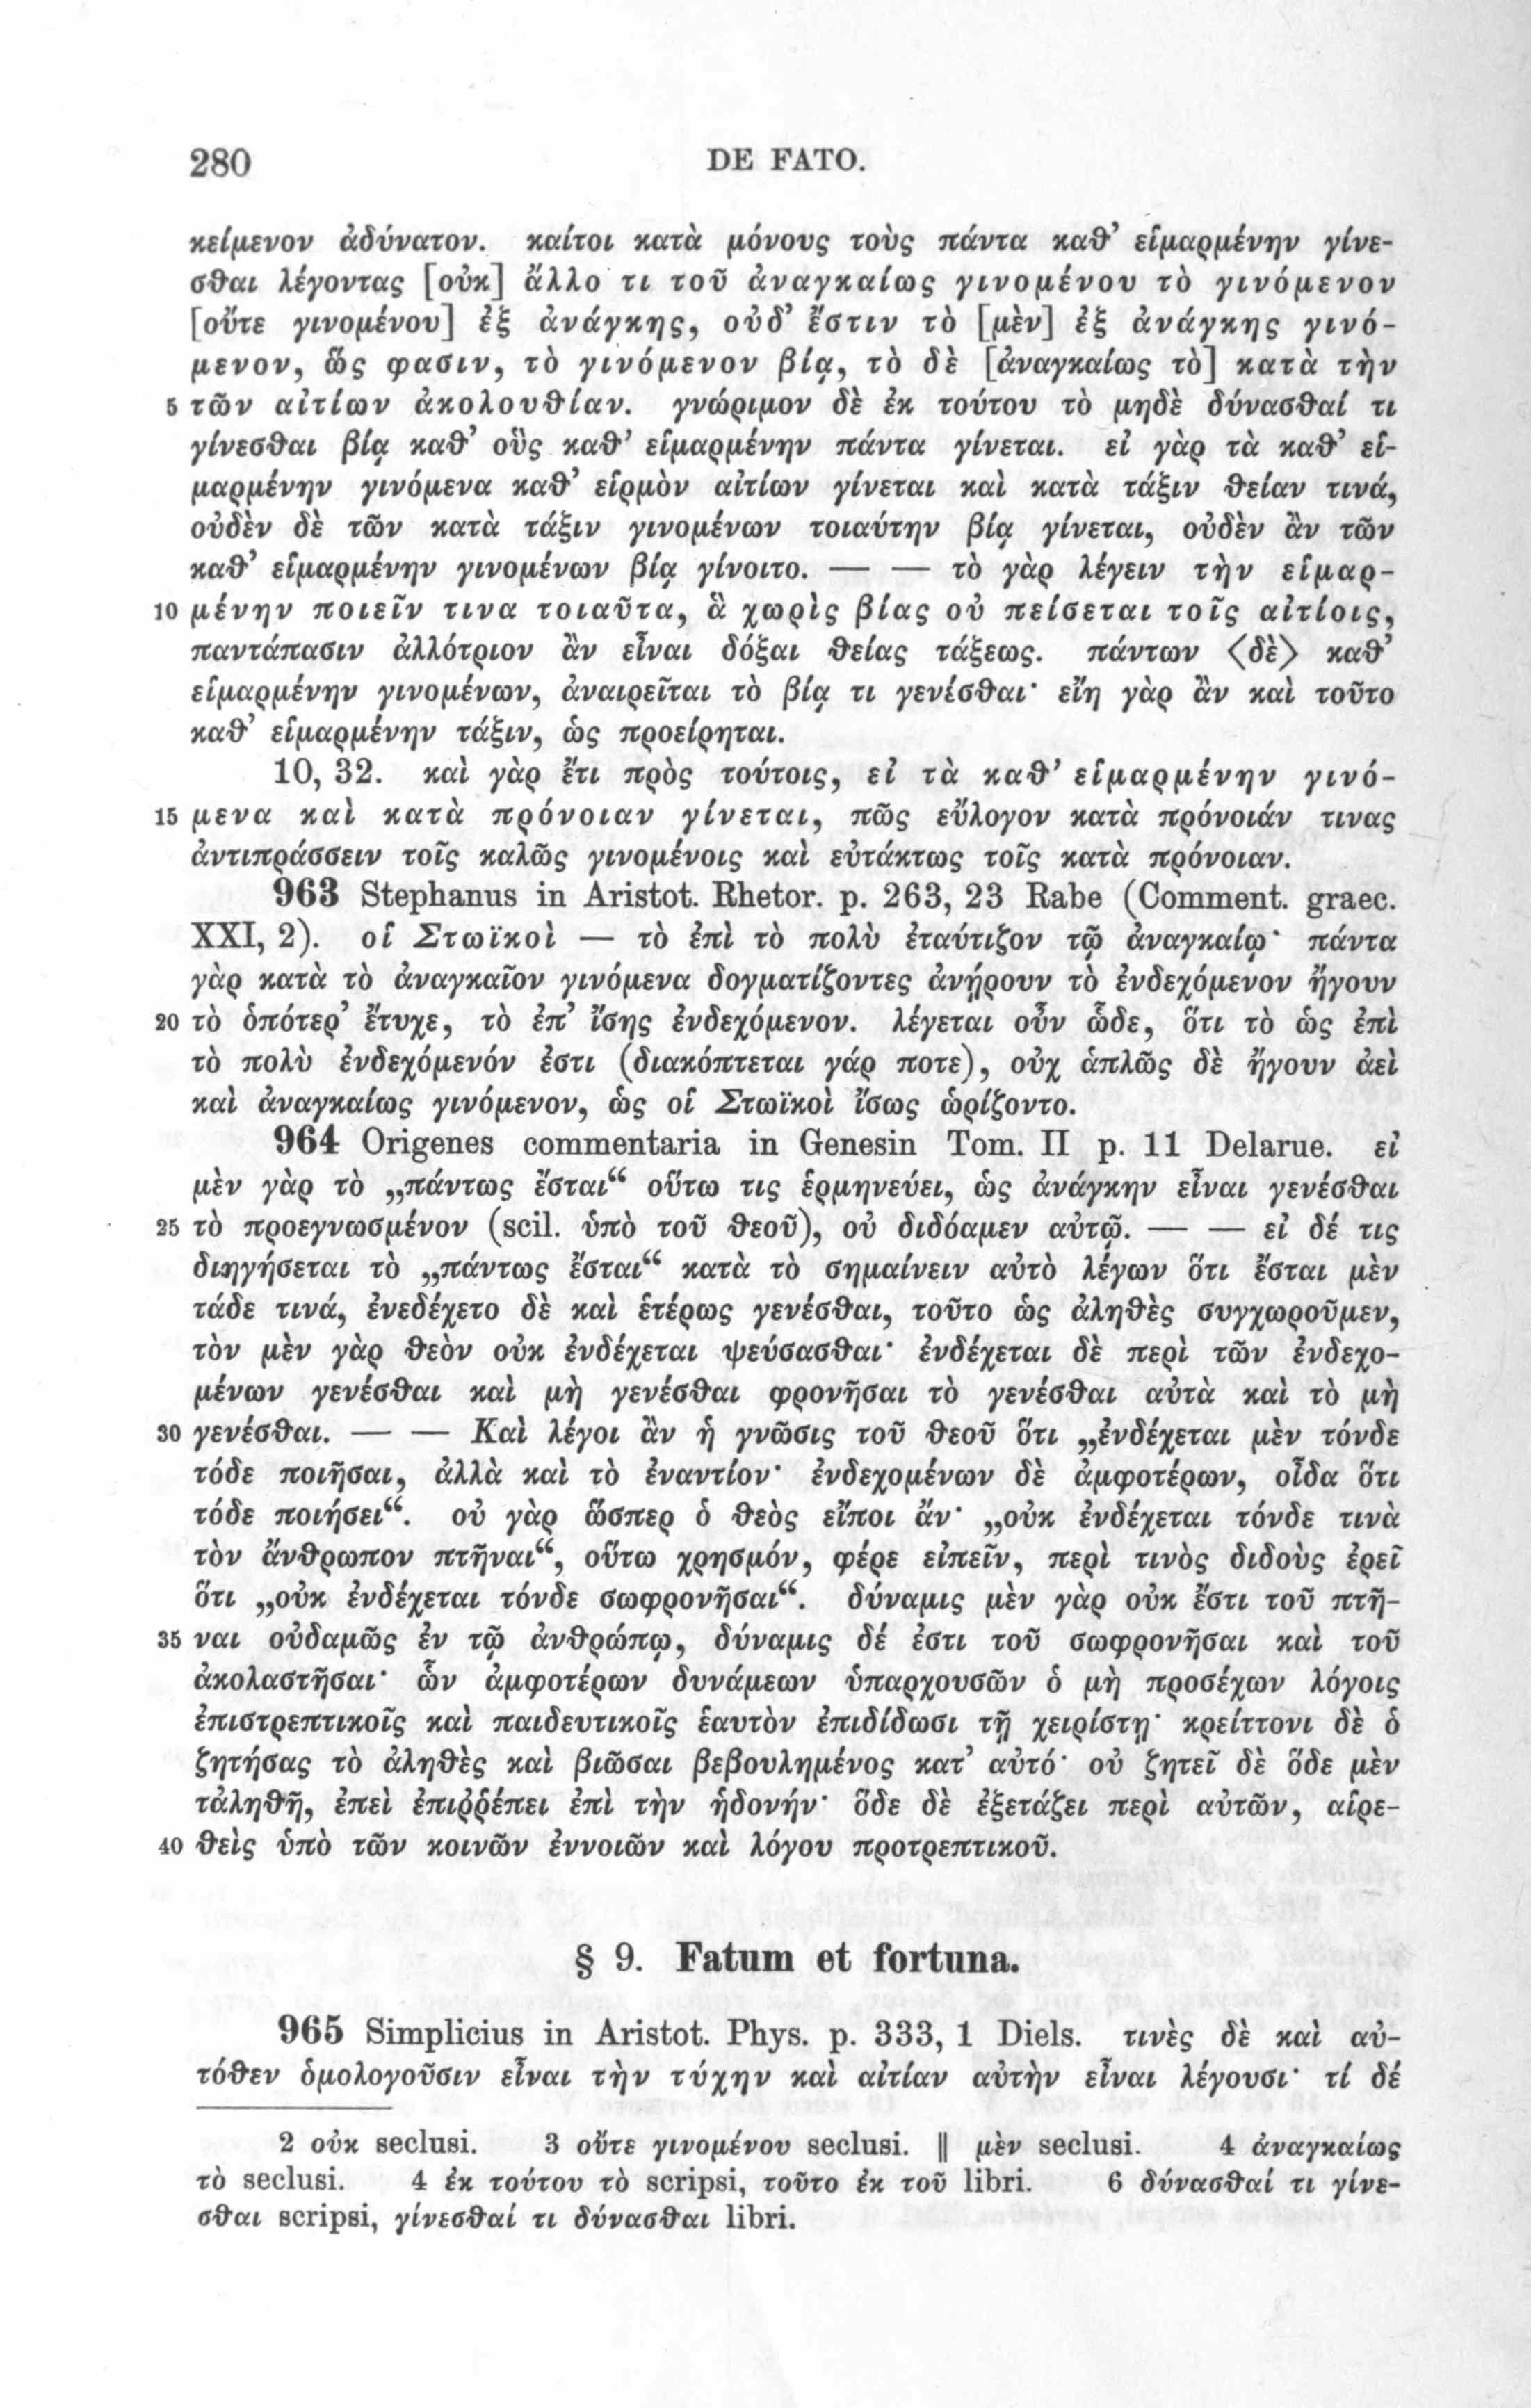 280
DE FATO.
κείμενον ἀδύνατον. καίτοι κατὰ μόνους τοὺς πάντα καθ’ εἱμαρμένην γίνε-
σθαι λέγοντας [οὐκ] ἄλλο τι τοῦ ἀναγκαίως γινομένου τὸ γινόμενον
[οὔτε γινομένου] ἐξ ἀνάγκης, οὐδ’ ἔστιν τὸ [μὲν] ἐξ ἀνάγκης γινό-
μενον, ὥς φασιν, τὸ γινόμενον βίᾳ, τὸ δὲ [ἀναγκαίως τὸ] κατὰ τὴν
5 τῶν αἰτίων ἀκολουθίαν. γνώριμον δὲ ἐκ τούτου τὸ μηδὲ δύνασθαί τι
γίνεσθαι βίᾳ καθ’ οὓς καθ’ εἱμαρμένην πάντα γίνεται. εἰ γὰρ τὰ καθ’ εἱ-
μαρμένην γινόμενα καθ’ εἱρμὸν αἰτίων γίνεται καὶ κατὰ τάξιν θείαν τινά,
οὐδὲν δὲ τῶν κατὰ τάξιν γινομένων τοιαύτην βίᾳ γίνεται, οὐδὲν ἂν τῶν
καθ’ εἱμαρμένην γινομένων βίᾳ γίνοιτο. — — τὸ γὰρ λέγειν τὴν εἱμαρ-
10 μένην ποιεῖν τινα τοιαῦτα, ἃ χωρὶς βίας οὐ πείσεται τοῖς αἰτίοις,
παντάπασιν ἀλλότριον ἂν εἶναι δόξαι θείας τάξεως. πάντων ⟨δὲ⟩ καθ’
εἱμαρμένην γινομένων, ἀναιρεῖται τὸ βίᾳ τι γενέσθαι· εἴη γὰρ ἂν καὶ τοῦτο
καθ’ εἱμαρμένην τάξιν, ὡς προείρηται.
10, 32. καὶ γὰρ ἔτι πρὸς τούτοις, εἰ τὰ καθ’ εἱμαρμένην γινό-
15 μενα καὶ κατὰ πρόνοιαν γίνεται, πῶς εὔλογον κατὰ πρόνοιάν τινας
ἀντιπράσσειν τοῖς καλῶς γινομένοις καὶ εὐτάκτως τοῖς κατὰ πρόνοιαν.
963 Stephanus in Aristot. Rhetor. p. 263, 23 Rabe (Comment. graec.
XXI, 2). οἱ Στωϊκοὶ — τὸ ἐπὶ τὸ πολὺ ἐταύτιζον τῷ ἀναγκαίῳ· πάντα
γὰρ κατὰ τὸ ἀναγκαῖον γινόμενα δογματίζοντες ἀνῄρουν τὸ ἐνδεχόμενον ἤγουν
20 τὸ ὁπότερ’ ἔτυχε, τὸ ἐπ’ ἴσης ἐνδεχόμενον. λέγεται οὖν ὧδε, ὅτι τὸ ὡς ἐπὶ
τὸ πολὺ ἐνδεχόμενόν ἐστι (διακόπτεται γάρ ποτε), οὐχ ἁπλῶς δὲ ἤγουν ἀεὶ
καὶ ἀναγκαίως γινόμενον, ὡς οἱ Στωϊκοὶ ἴσως ὡρίζοντο.
964 Origenes commentaria in Genesin Tom. II p. 11 Delarue. εἰ
μὲν γὰρ τὸ „πάντως ἔσται“ οὕτω τις ἑρμηνεύει, ὡς ἀνάγκην εἶναι γενέσθαι
25 τὸ προεγνωσμένον (scil. ὑπὸ τοῦ θεοῦ), οὐ διδόαμεν αὐτῷ. — — εἰ δέ τις
διηγήσεται τὸ „πάντως ἔσται“ κατὰ τὸ σημαίνειν αὐτὸ λέγων ὅτι ἔσται μὲν
τάδε τινά, ἐνεδέχετο δὲ καὶ ἑτέρως γενέσθαι, τοῦτο ὡς ἀληθὲς συγχωροῦμεν,
τὸν μὲν γὰρ θεὸν οὐκ ἐνδέχεται ψεύσασθαι· ἐνδέχεται δὲ περὶ τῶν ἐνδεχο-
μένων γενέσθαι καὶ μὴ γενέσθαι φρονῆσαι τὸ γενέσθαι αὐτὰ καὶ τὸ μὴ
30 γενέσθαι. — — Καὶ λέγοι ἂν ἡ γνῶσις τοῦ θεοῦ ὅτι „ἐνδέχεται μὲν τόνδε
τόδε ποιῆσαι, ἀλλὰ καὶ τὸ ἐναντίον· ἐνδεχομένων δὲ ἀμφοτέρων, οἶδα ὅτι
τόδε ποιήσει“. οὐ γὰρ ὥσπερ ὁ θεὸς εἴποι ἄν· „οὐκ ἐνδέχεται τόνδε τινὰ
τὸν ἄνθρωπον πτῆναι“, οὕτω χρησμόν, φέρε εἰπεῖν, περὶ τινὸς διδοὺς ἐρεῖ
ὅτι „οὐκ ἐνδέχεται τόνδε σωφρονῆσαι“. δύναμις μὲν γὰρ οὐκ ἔστι τοῦ πτῆ-
35 ναι οὐδαμῶς ἐν τῷ ἀνθρώπῳ, δύναμις δέ ἐστι τοῦ σωφρονῆσαι καὶ τοῦ
ἀκολαστῆσαι· ὧν ἀμφοτέρων δυνάμεων ὑπαρχουσῶν ὁ μὴ προσέχων λόγοις
ἐπιστρεπτικοῖς καὶ παιδευτικοῖς ἑαυτὸν ἐπιδίδωσι τῇ χειρίστῃ· κρείττονι δὲ ὁ
ζητήσας τὸ ἀληθὲς καὶ βιῶσαι βεβουλημένος κατ’ αὐτό· οὐ ζητεῖ δὲ ὅδε μὲν
τἀληθῆ, ἐπεὶ ἐπιῤῥέπει ἐπὶ τὴν ἡδονήν· ὅδε δὲ ἐξετάζει περὶ αὐτῶν, αἱρε-
40 θεὶς ὑπὸ τῶν κοινῶν ἐννοιῶν καὶ λόγου προτρεπτικοῦ.
§ 9. Fatum et fortuna.
965 Simplicius in Aristot. Phys. p. 333, 1 Diels. τινὲς δὲ καὶ αὐ-
τόθεν ὁμολογοῦσιν εἶναι τὴν τύχην καὶ αἰτίαν αὐτὴν εἶναι λέγουσι· τί δέ
2 οὐκ seclusi. 3 οὔτε γινομένου seclusi. || μὲν seclusi. 4 ἀναγκαίως
τὸ seclusi. 4 ἐκ τούτου τὸ scripsi, τοῦτο ἐκ τοῦ libri. 6 δύνασθαί τι γίνε-
σθαι scripsi, γίνεσθαί τι δύνασθαι libri.